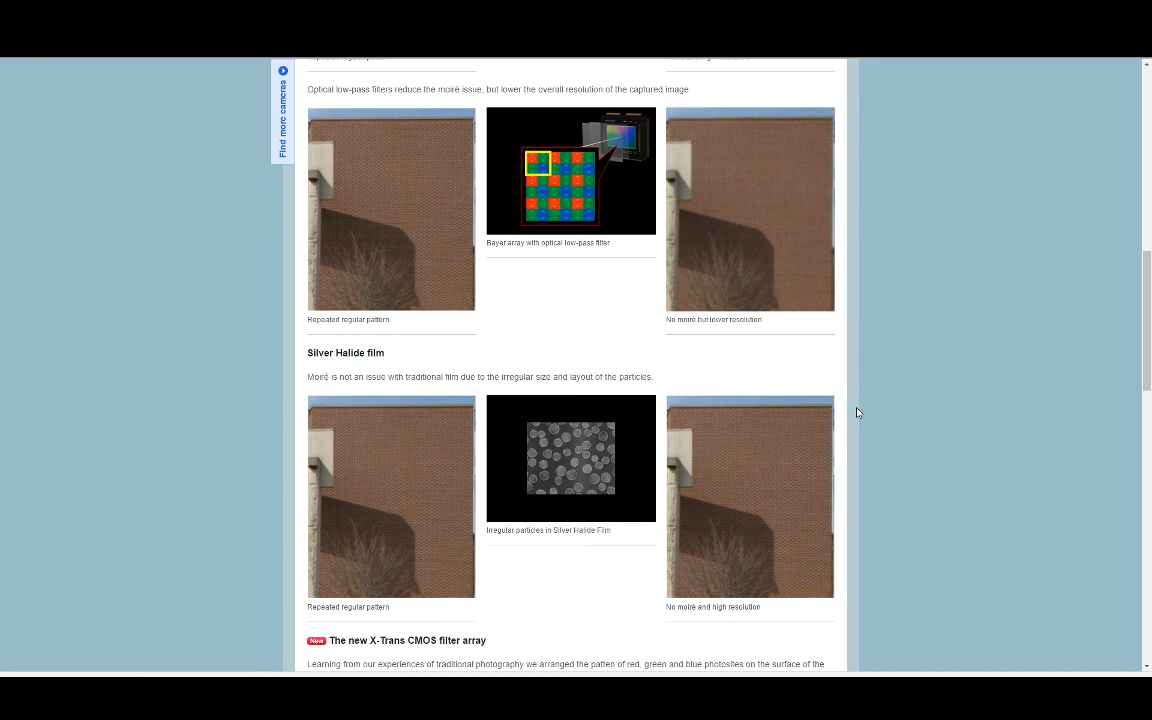 Find more cameras
Optical low-pass filters reduce the moiré issue, but lower the overall resolution of the captured image.
Bayer array with optical low-pass filter
Repeated regular pattern.
No moiré but lower resolution
Silver Halide film
Moiré is not an issue with traditional film due to the irregular size and layout of the particles.
Irregular particles in Silver Halide Film
Repeated regular pattern
No moiré and high resolution
New The new X-Trans CMOS filter array
Learning from our experiences of traditional photography we arranged the patten of red, green and blue photosites on the surface of the